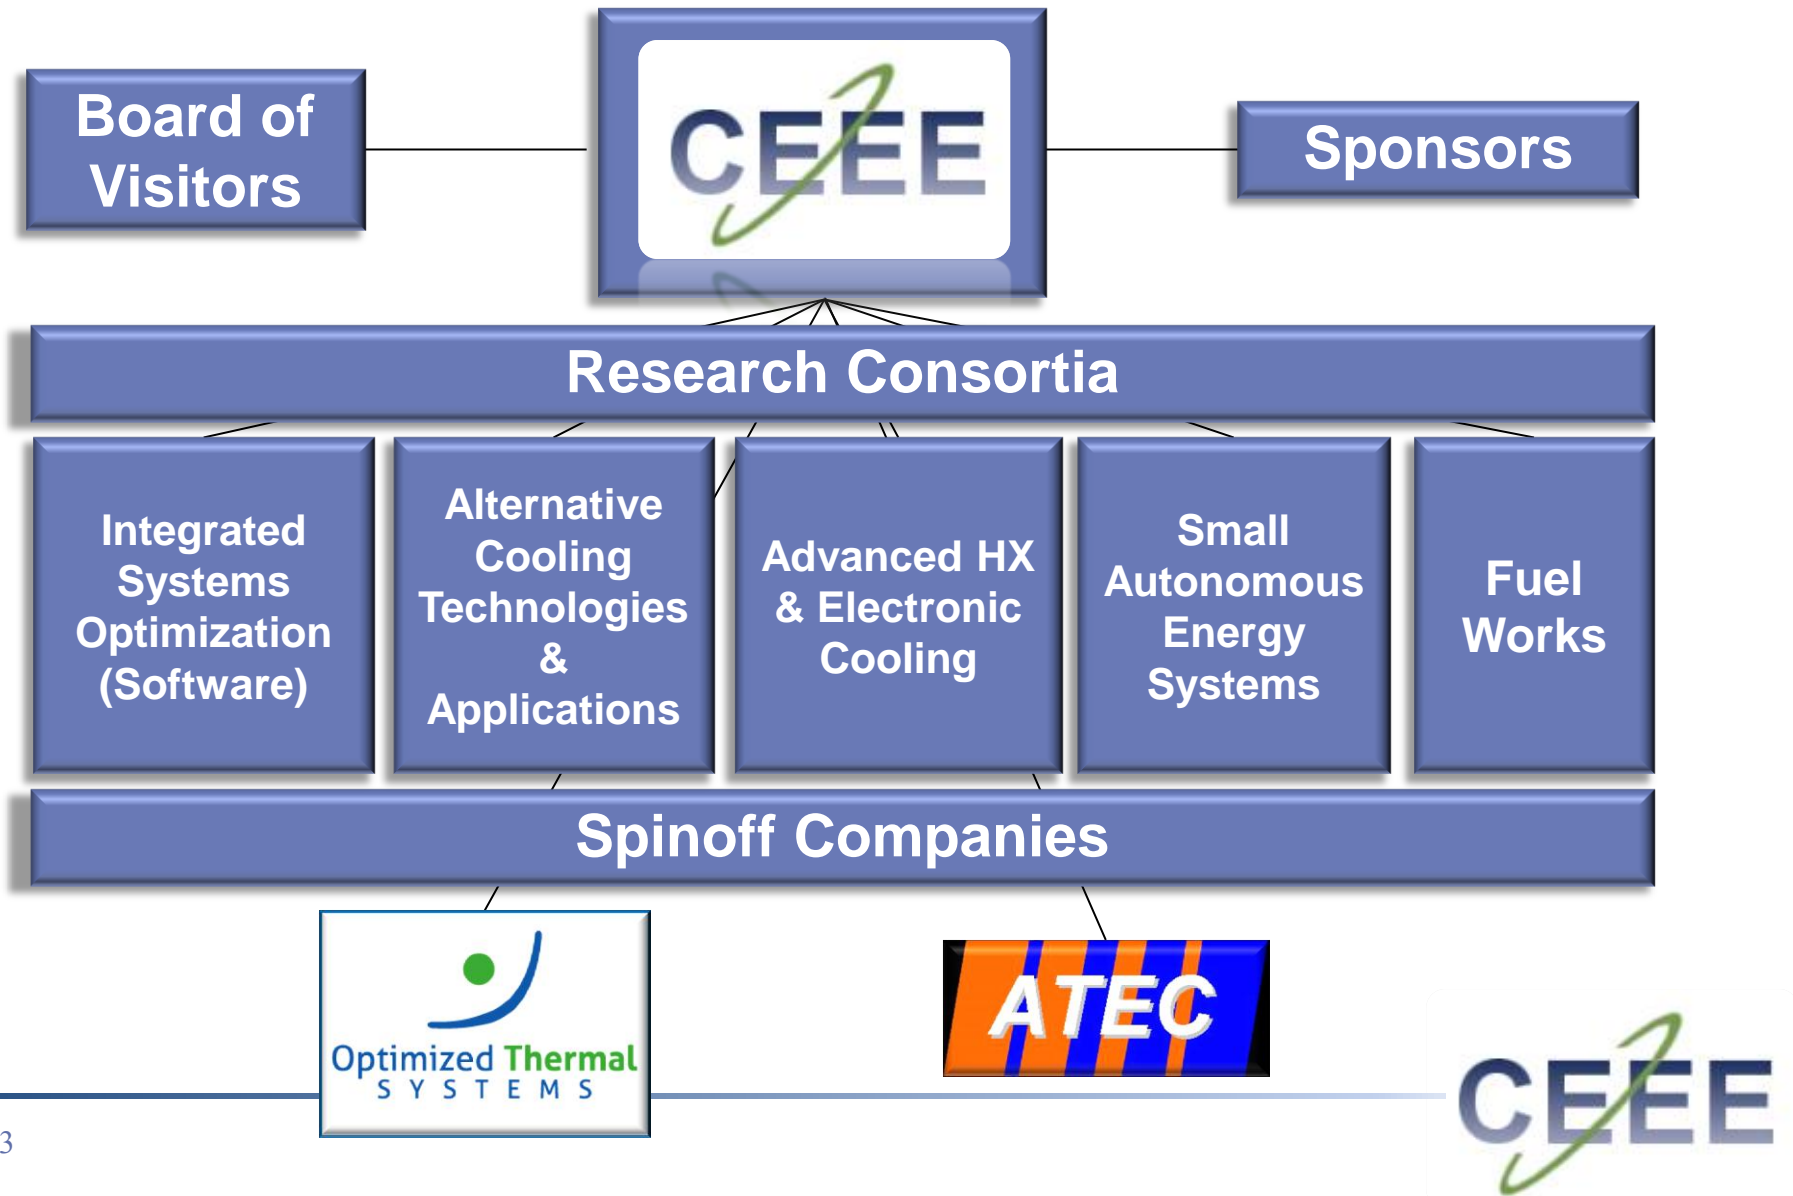 Board of
Visitors
CEEE
Sponsors
Research Consortia
Integrated
Systems
Optimization
(Software)
Alternative
Cooling
Technologies
&
Applications
Advanced HX
& Electronic
Cooling
Small
Autonomous
Energy
Systems
Fuel
Works
Spinoff Companies
Optimized Thermal
SYSTEMS
ATEC
CEEE
3